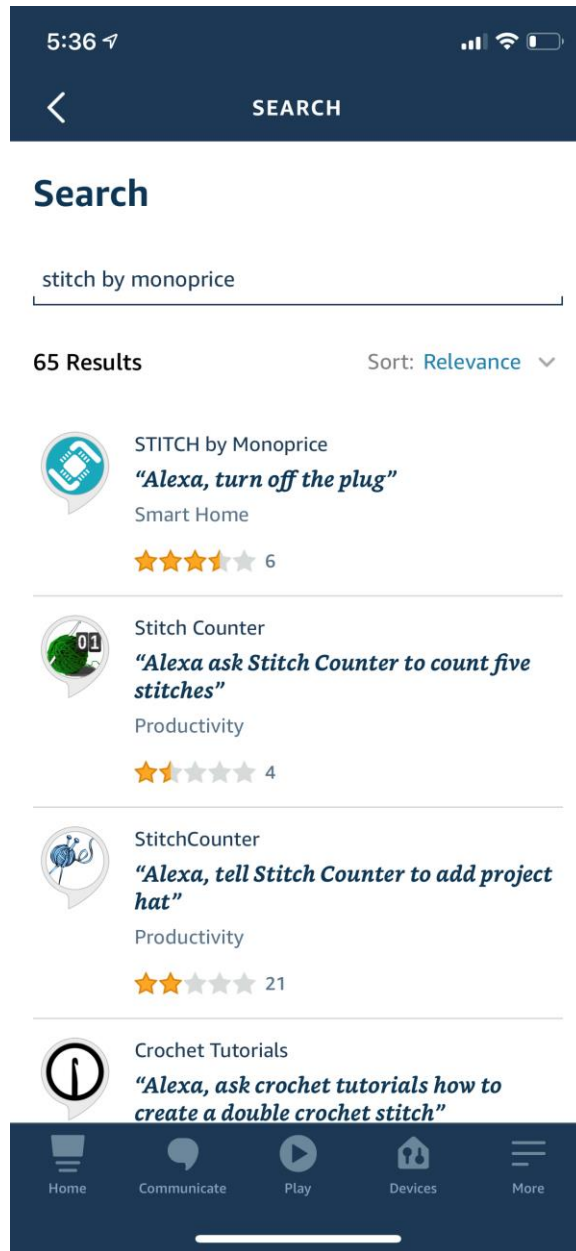 5:36
SEARCH
Search
stitch by monoprice
65 Results
Sort: Relevance
STITCH by Monoprice
“Alexa, turn off the plug”
Smart Home
6
01
Stitch Counter
“Alexa ask Stitch Counter to count five
stitches”
Productivity
4
StitchCounter
“Alexa, tell Stitch Counter to add project
hat”
Productivity
21
Crochet Tutorials
“Alexa, ask crochet tutorials how to
create a double crochet stitch”
Home
Communicate
Play
Devices
More